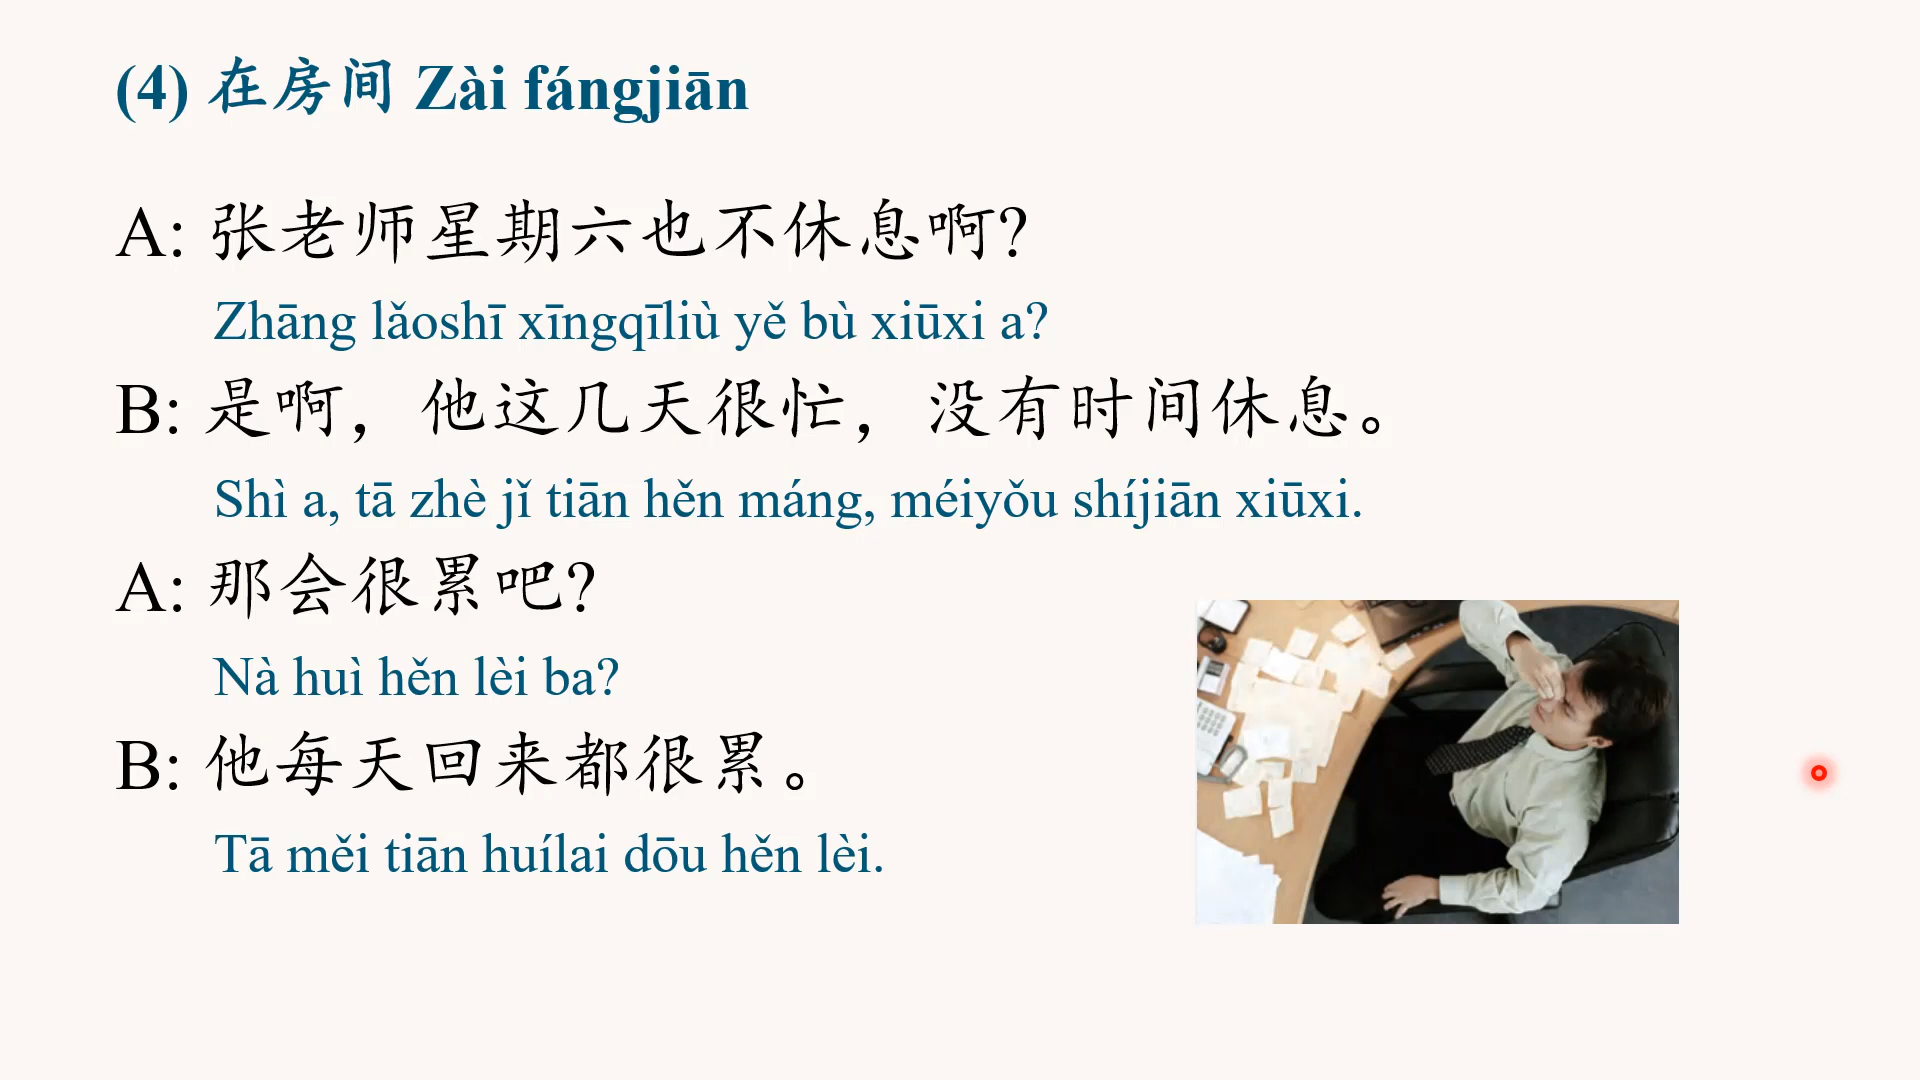 (4) 在房间 Zài fángjiān
A: 张老师星期六也不休息啊?
Zhāng lǎoshī xīngqīliù yě bù xiūxi a?
B: 是啊，他这几天很忙，没有时间休息。
Shì a, tā zhè jǐ tiān hěn máng, méiyǒu shíjiān xiūxi.
A: 那会很累吧?
Nà huì hěn lèi ba?
B: 他每天回来都很累。
Tā měi tiān huílai dōu hěn lèi.